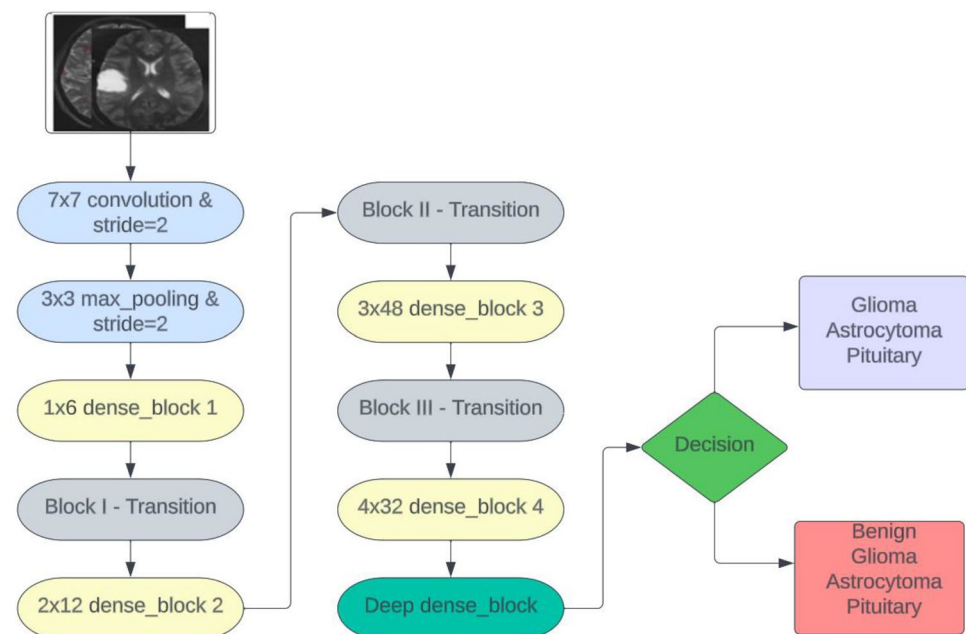 7x7 convolution &
stride=2
3x3 max_pooling &
stride=2
1x6 dense_block 1
Block I - Transition
2x12 dense_block 2
Block II - Transition
3x48 dense_block 3
Block III - Transition
4x32 dense_block 4
Deep dense_block
Decision
Glioma
Astrocytoma
Pituitary
Benign
Glioma
Astrocytoma
Pituitary